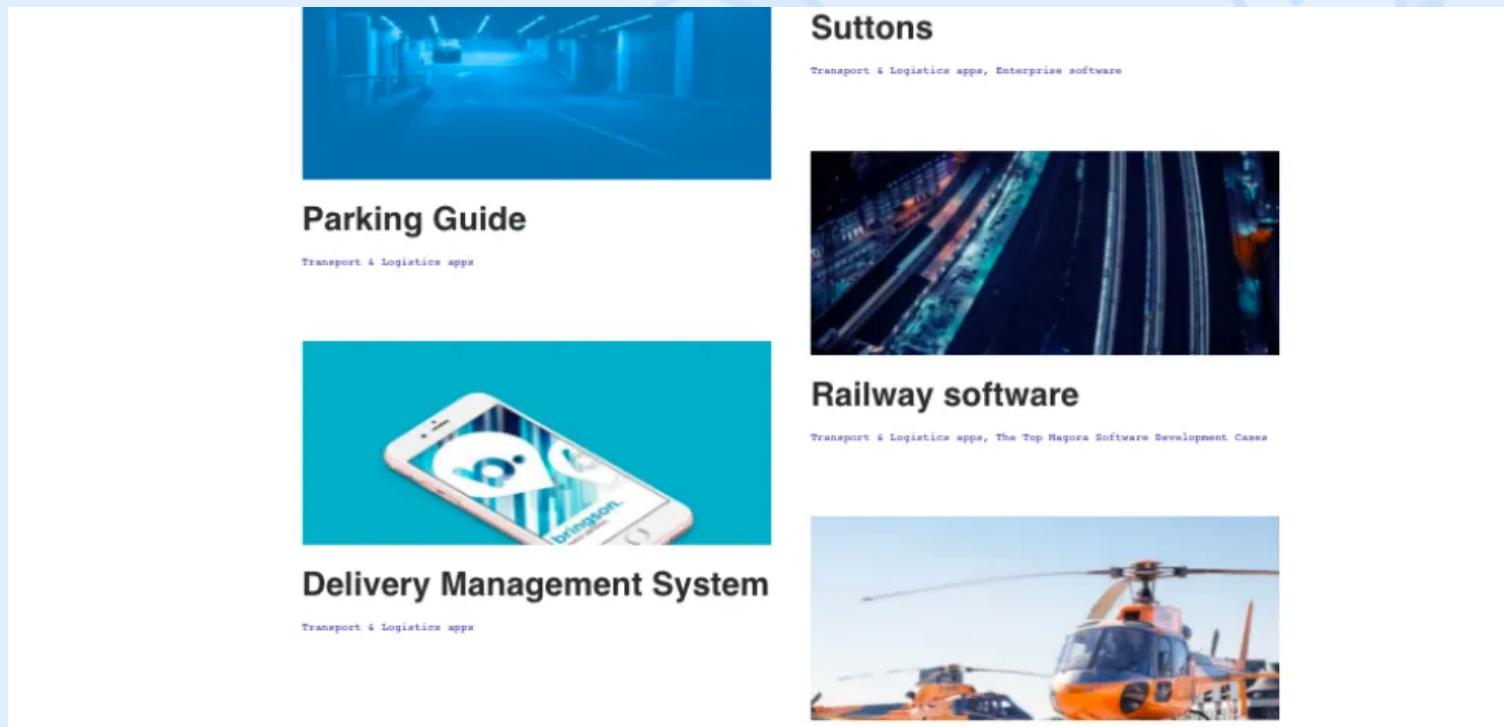 Suttons
Transport & Logistics apps, Enterprise software
Parking Guide
Transport & Logistics apps
Railway software
Transport & Logistics apps, The Top Magora Software Development Cases
b.
bringson.
Delivery Management System
Transport & Logistics apps